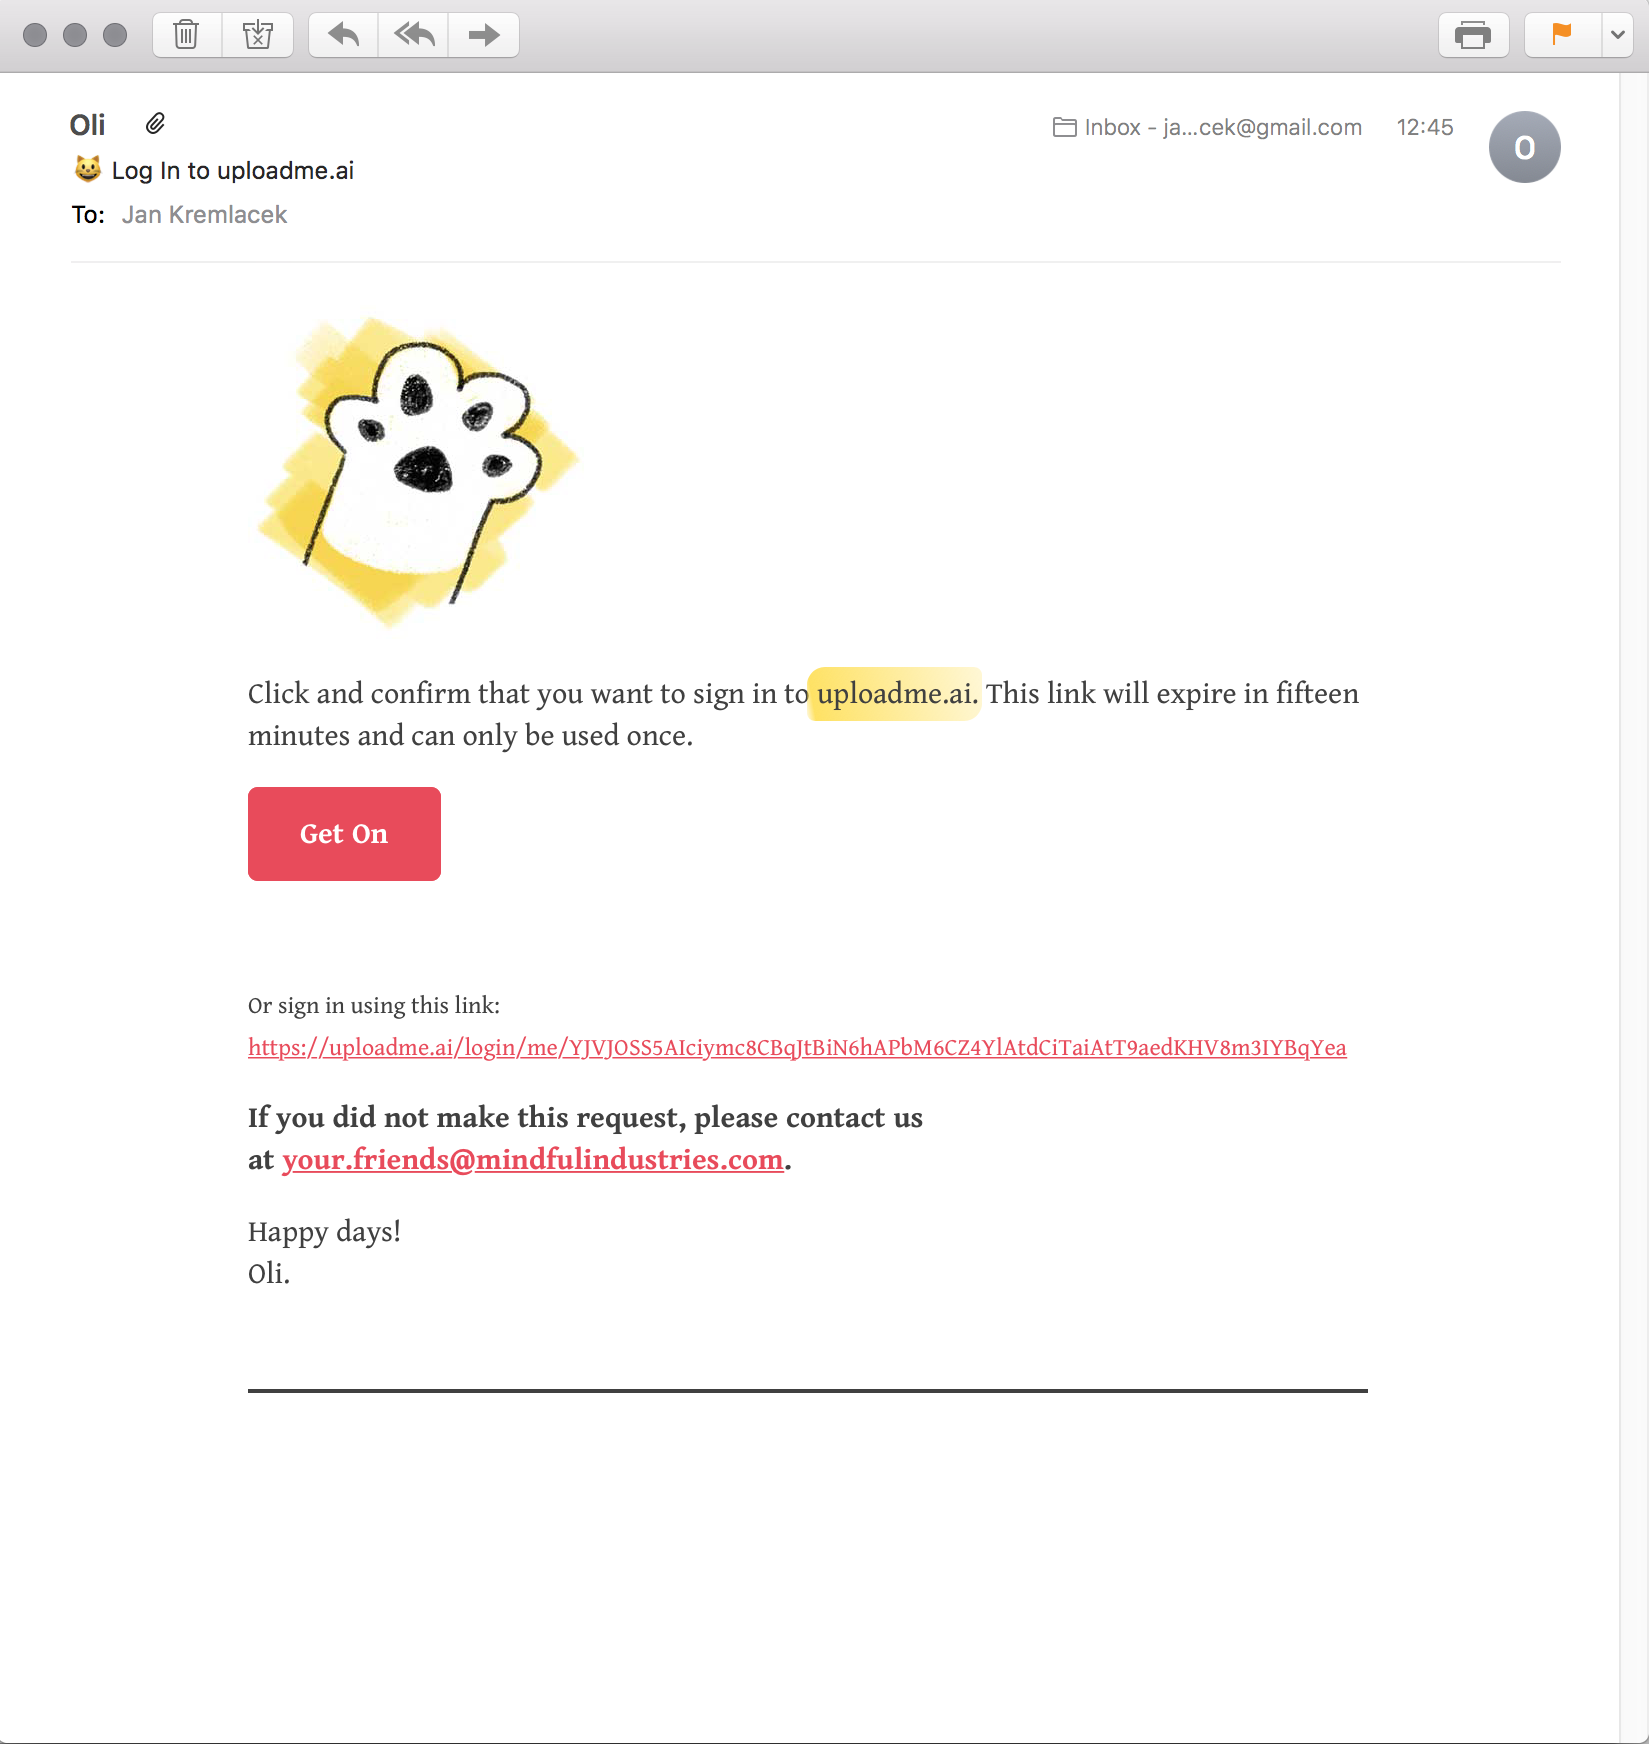 Oli
Inbox - ja...cek@gmail.com 12:45
O
😺 Log In to uploadme.ai
To: Jan Kremlacek
Click and confirm that you want to sign in to uploadme.ai. This link will expire in fifteen
minutes and can only be used once.
Get On
Or sign in using this link:
https://uploadme.ai/login/me/YJVJOSS5AIciymc8CBqJtBiN6hAPbM6CZ4YlAtdCiTaiAtT9aedKHV8m3IYBqYea
If you did not make this request, please contact us
at your.friends@mindfulindustries.com.
Happy days!
Oli.